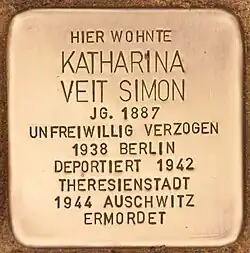 HIER WOHNTE
KATHARINA
VEIT SIMON
JG. 1887
UNFREIWILLIG VERZOGEN
1938 BERLIN
DEPORTIERT 1942
THERESIENSTADT
1944 AUSCHWITZ
ERMORDET